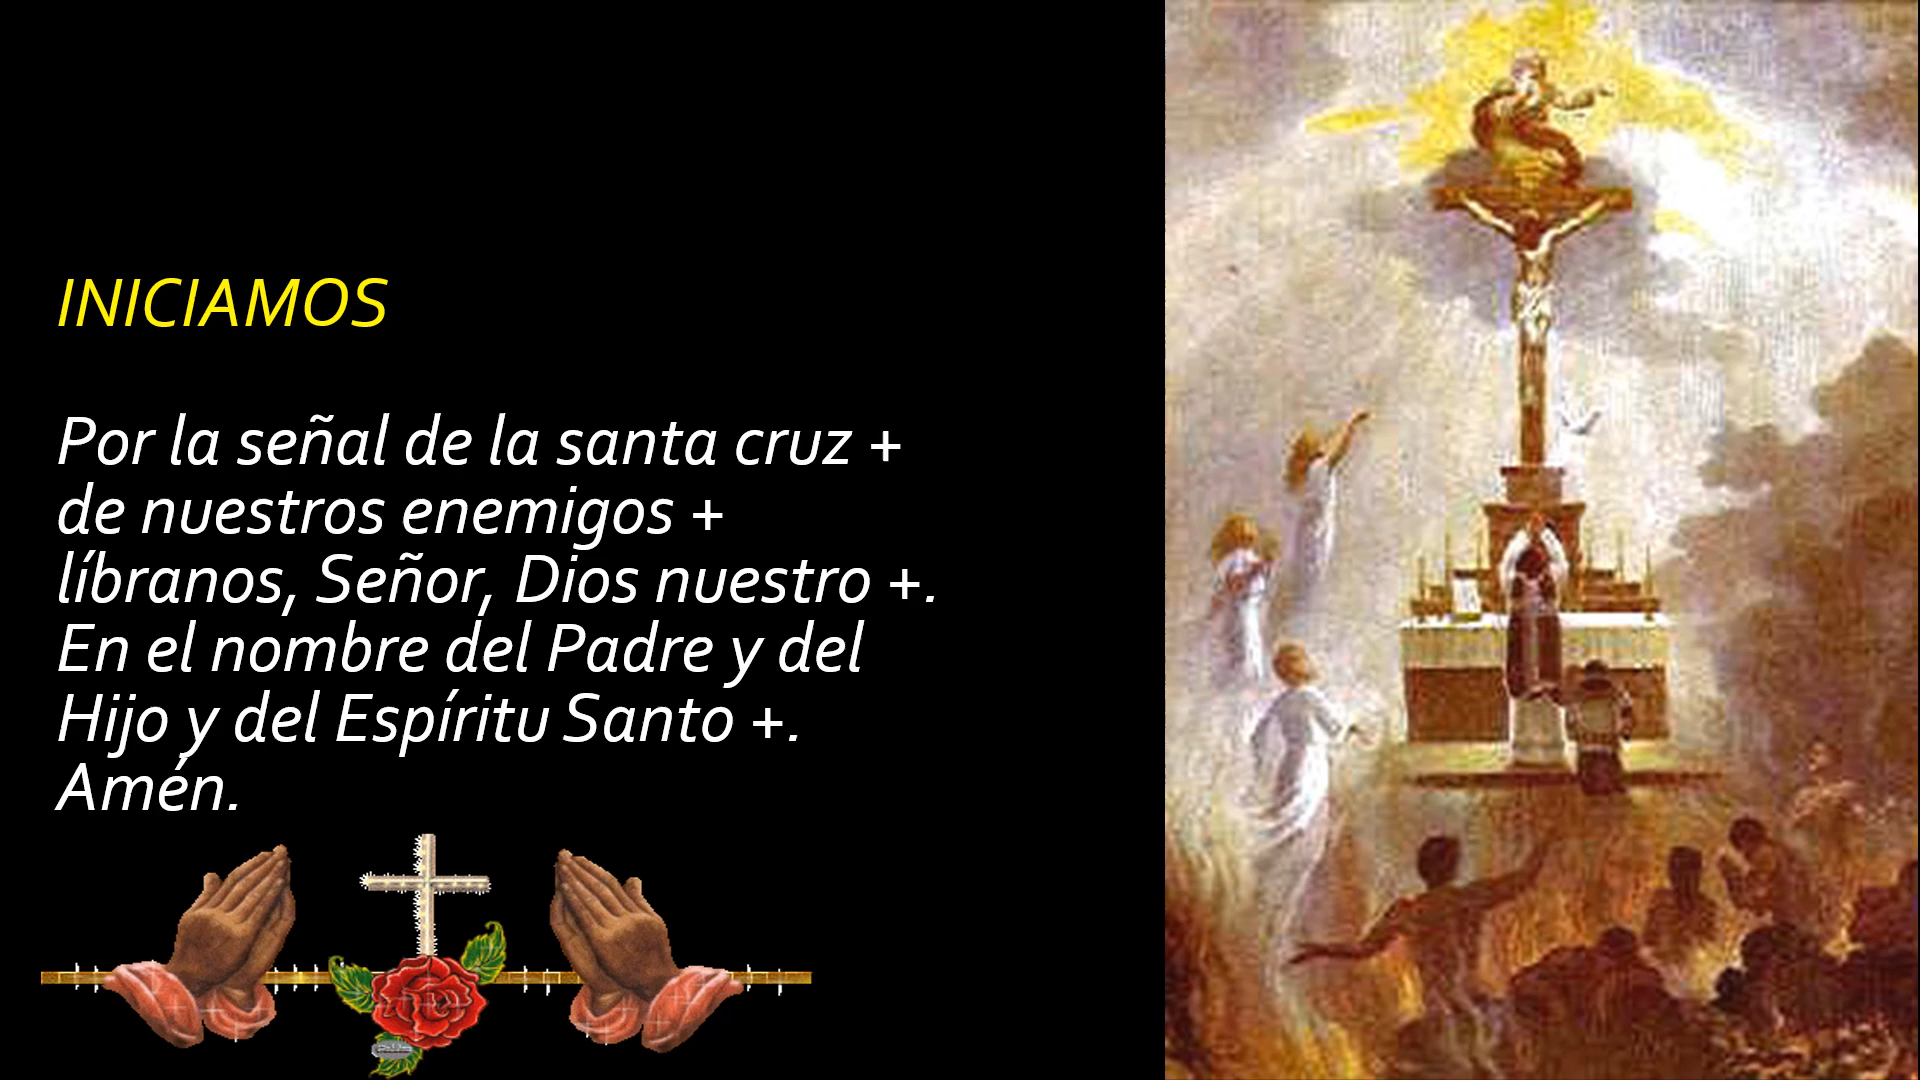 INICIAMOS
Por la señal de la santa cruz +
de nuestros enemigos +
líbranos, Señor, Dios nuestro +.
En el nombre del Padre y del
Hijo y del Espíritu Santo +.
Amén.